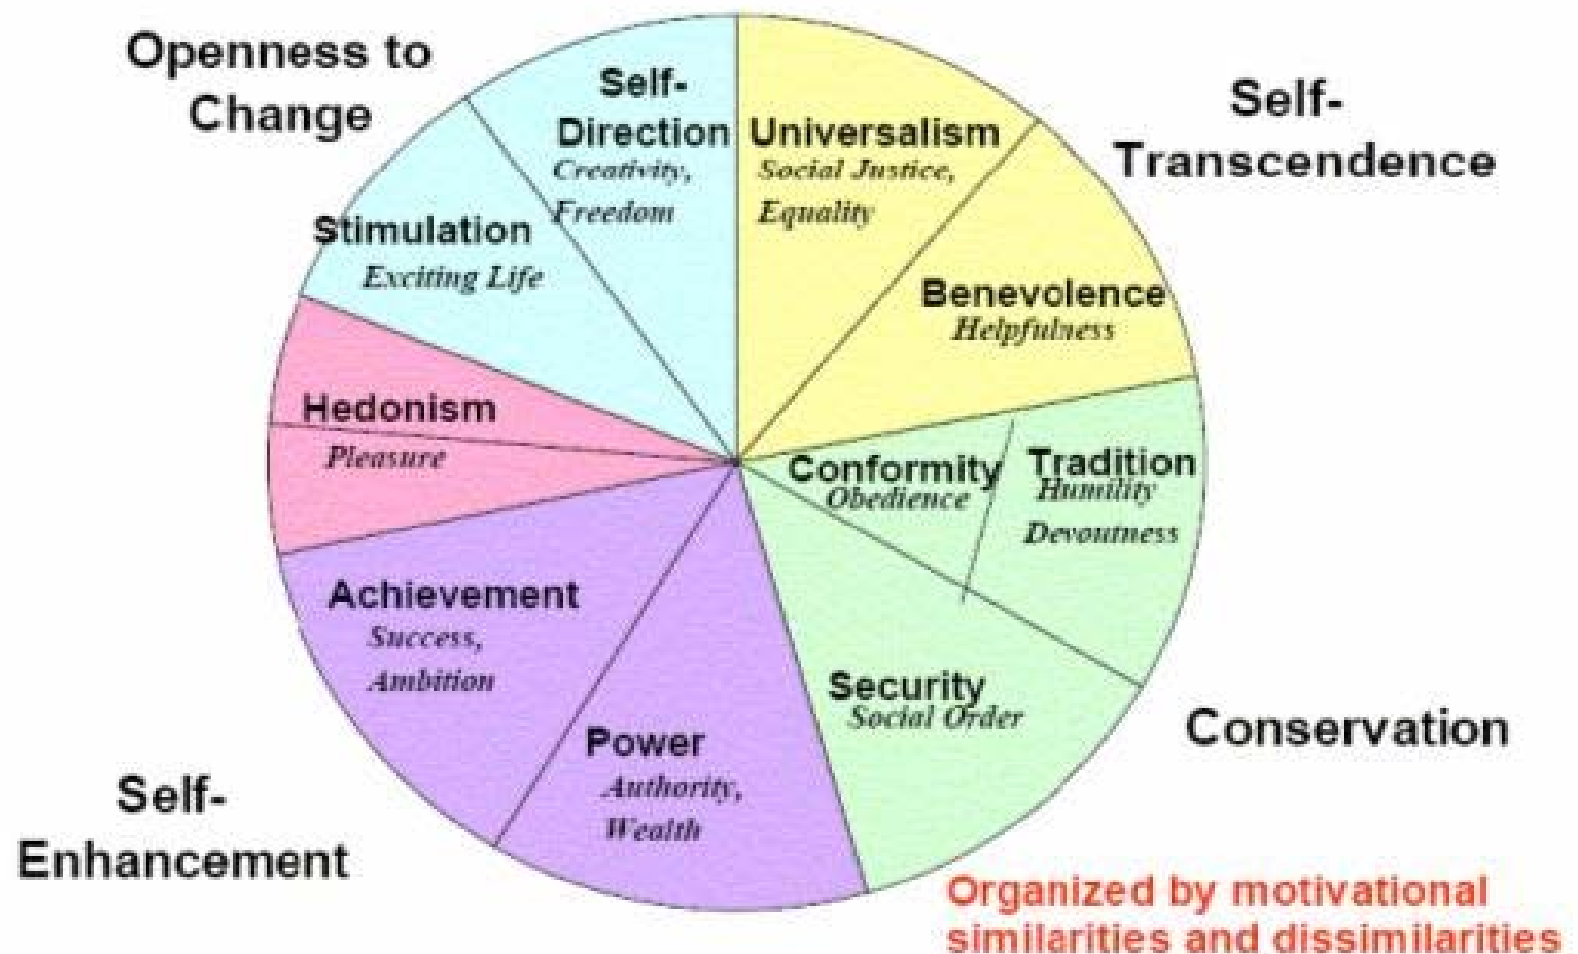 Openness to
Change
Self-
Direction
Creativity,
Freedom
Universalism
Social Justice,
Equality
Self-
Transcendence
Stimulation
Exciting Life
Benevolence
Helpfulness
Hedonism
Pleasure
Conformity
Obedience
Tradition
Humility
Devoutness
Achievement
Success,
Ambition
Security
Social Order
Power
Authority,
Wealth
Conservation
Self-
Enhancement
Organized by motivational
similarities and dissimilarities